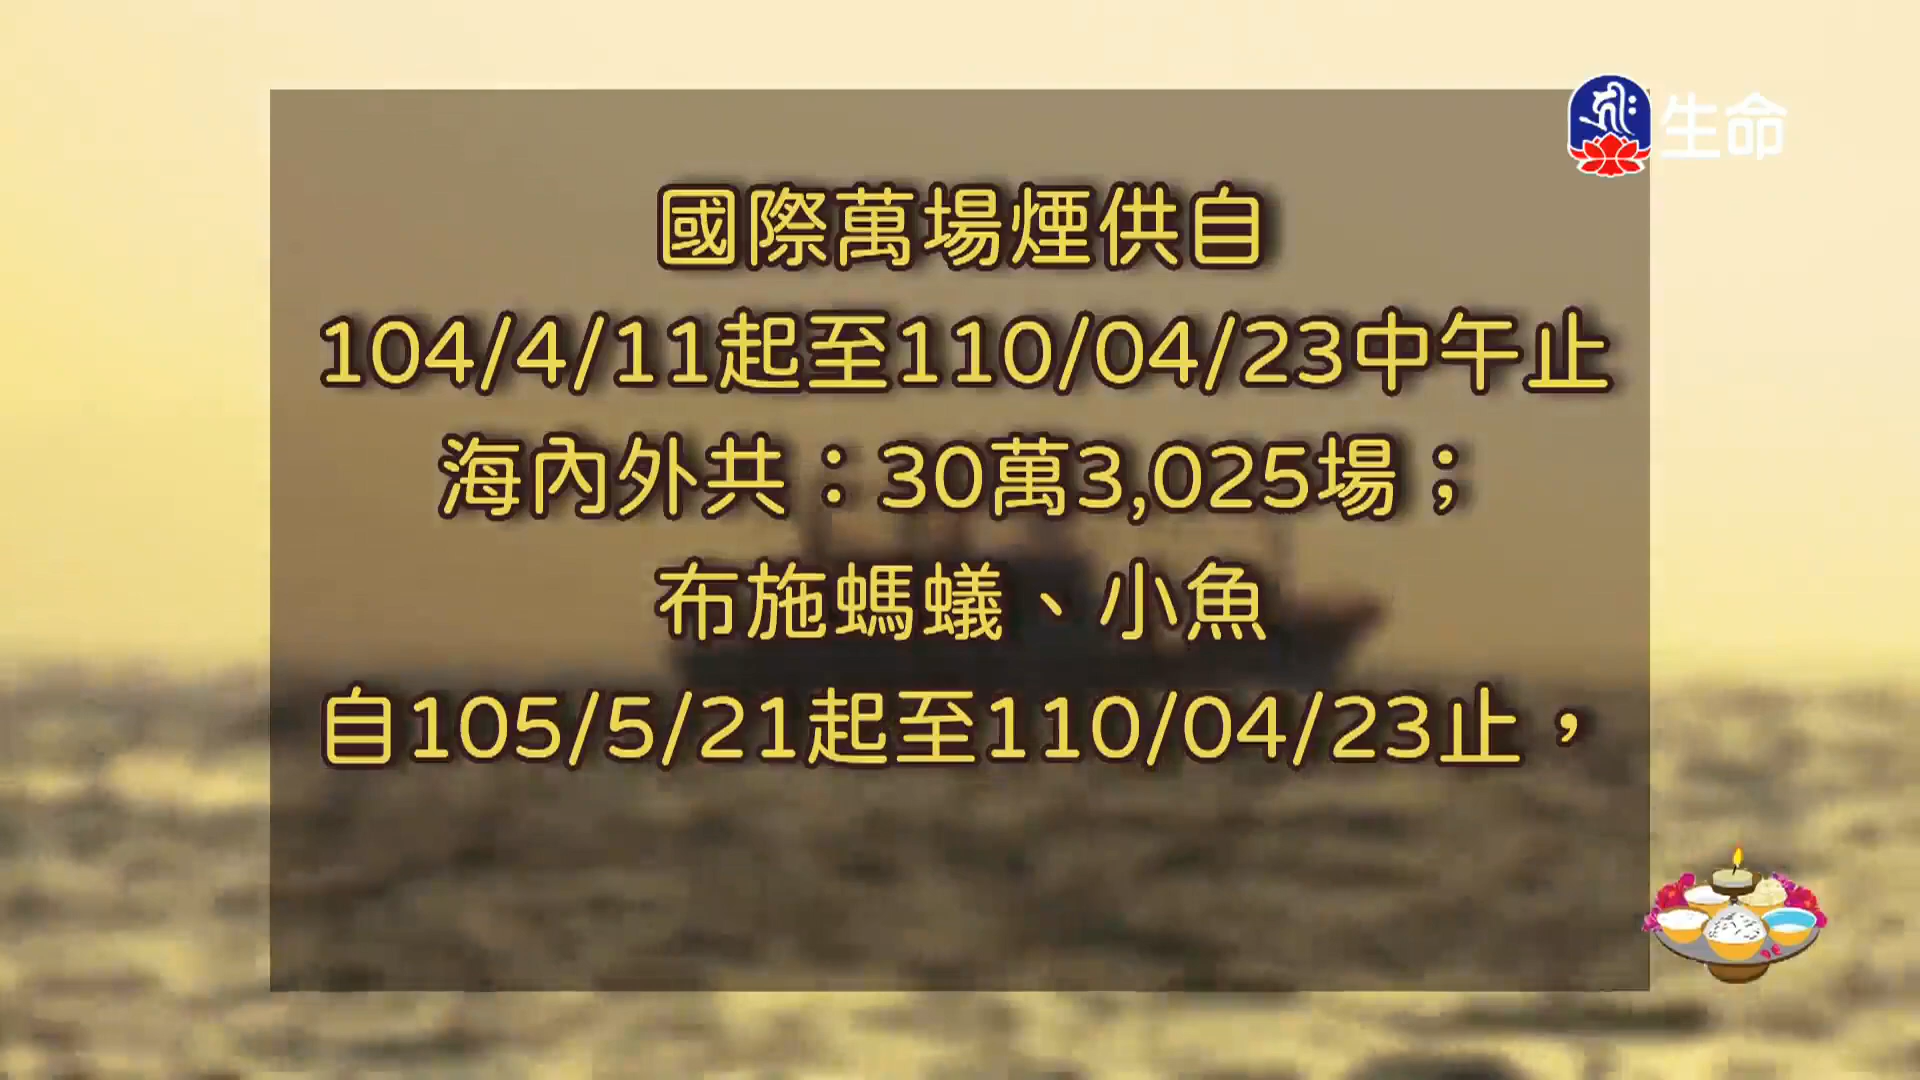 生命
國際萬場煙供自
104/4/11起至110/04/23中午止
海內外共：30萬3,025場；
布施螞蟻、小魚
自105/5/21起至110/04/23止，